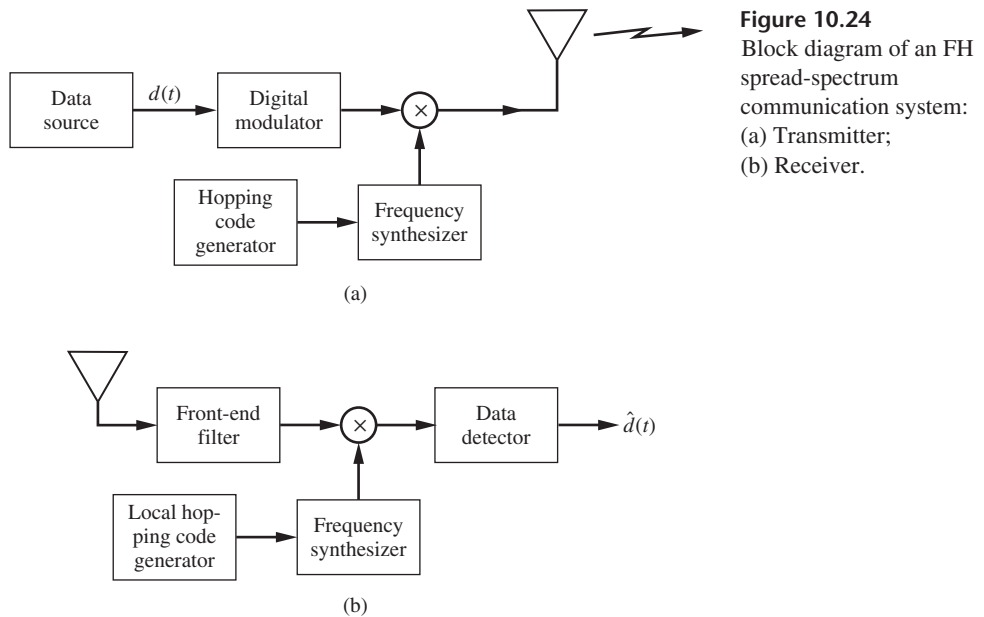 Figure 10.24
Block diagram of an FH
spread-spectrum
communication system:
(a) Transmitter;
(b) Receiver.
Data
source
d(t)
Digital
modulator
×
Hopping
code
generator
Frequency
synthesizer
(a)
Front-end
filter
×
Data
detector
d̂(t)
Local hop-
ping code
generator
Frequency
synthesizer
(b)